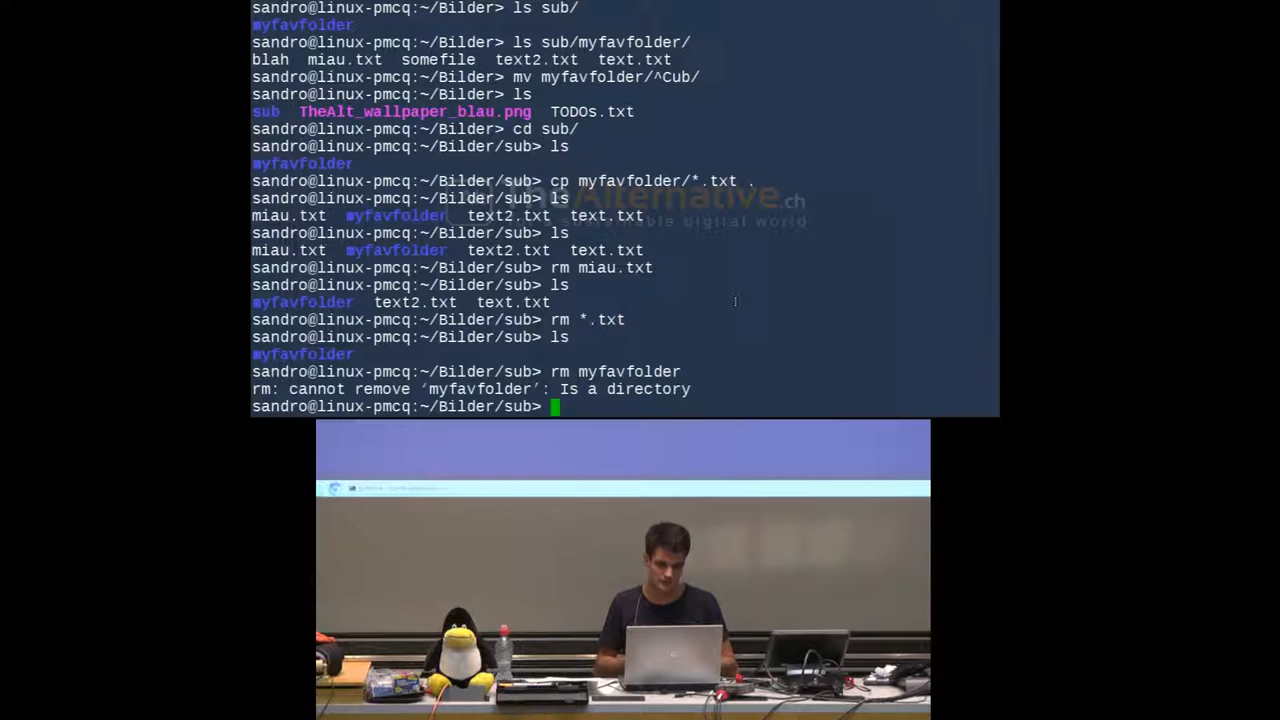 sandro@linux-pmcq:~/Bilder> ls sub/
myfavfolder
sandro@linux-pmcq:~/Bilder> ls sub/myfavfolder/
blah  miau.txt  somefile  text2.txt  text.txt
sandro@linux-pmcq:~/Bilder> mv myfavfolder/^Cub/
sandro@linux-pmcq:~/Bilder> ls
sub  TheAlt_wallpaper_blau.png  TODOs.txt
sandro@linux-pmcq:~/Bilder> cd sub/
sandro@linux-pmcq:~/Bilder/sub> ls
myfavfolder
sandro@linux-pmcq:~/Bilder/sub> cp myfavfolder/*.txt .
TheAlternative.ch
sandro@linux-pmcq:~/Bilder/sub> ls
miau.txt  myfavfolder  text2.txt  text.txt
sustainable digital world
sandro@linux-pmcq:~/Bilder/sub> ls
miau.txt  myfavfolder  text2.txt  text.txt
sandro@linux-pmcq:~/Bilder/sub> rm miau.txt
sandro@linux-pmcq:~/Bilder/sub> ls
myfavfolder  text2.txt  text.txt
sandro@linux-pmcq:~/Bilder/sub> rm *.txt
sandro@linux-pmcq:~/Bilder/sub> ls
myfavfolder
sandro@linux-pmcq:~/Bilder/sub> rm myfavfolder
rm: cannot remove ‘myfavfolder’: Is a directory
sandro@linux-pmcq:~/Bilder/sub>